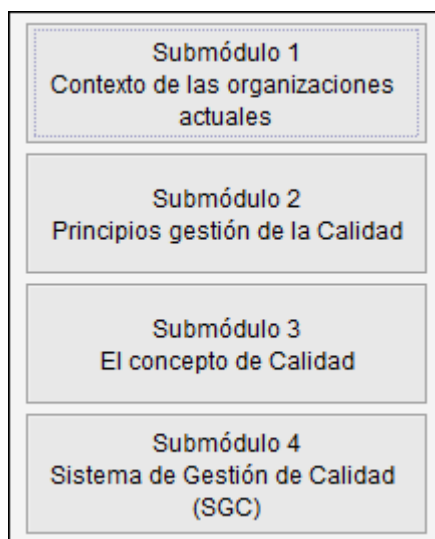 Submódulo 1
Contexto de las organizaciones
actuales
Submódulo 2
Principios gestión de la Calidad
Submódulo 3
El concepto de Calidad
Submódulo 4
Sistema de Gestión de Calidad
(SGC)